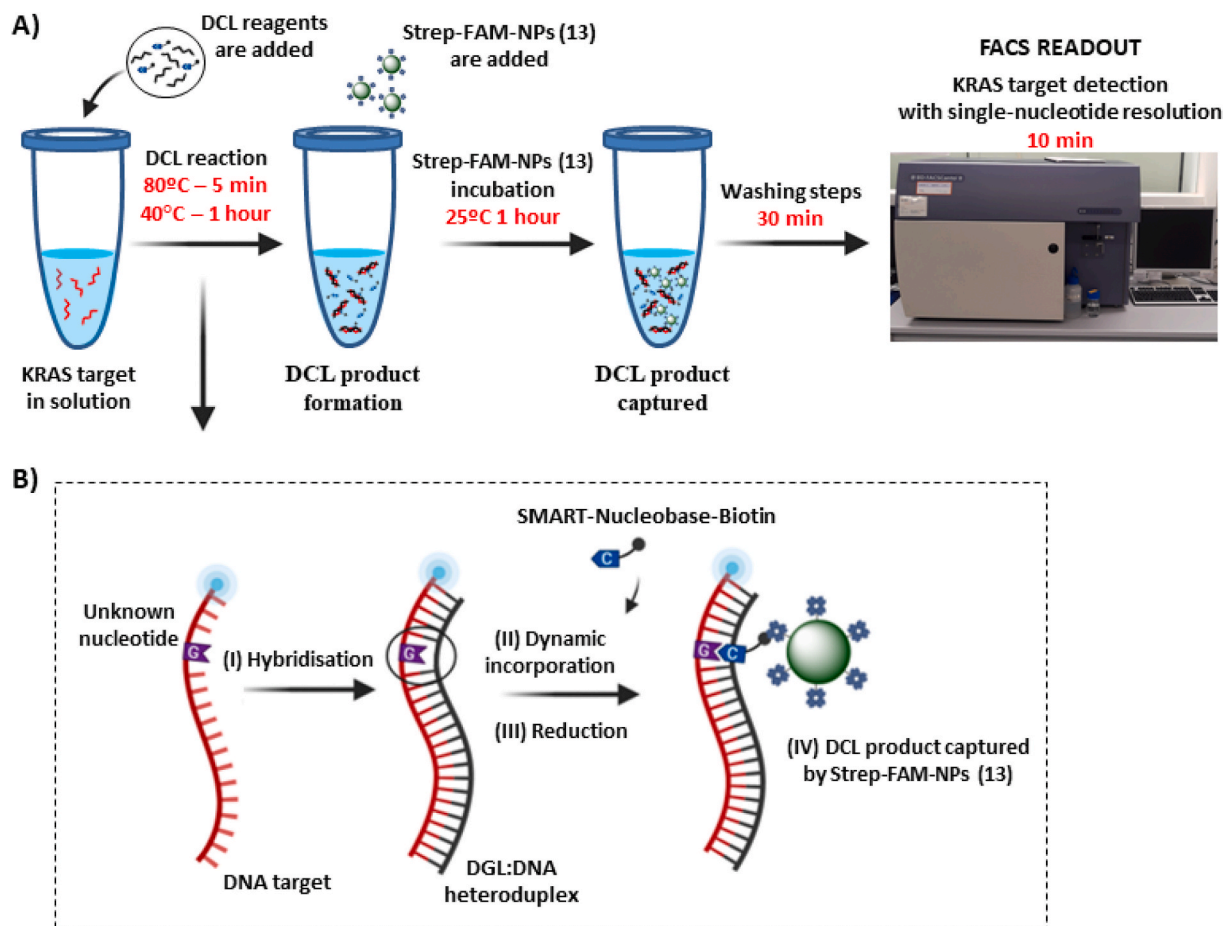 A)
DCL reagents
are added
Strep-FAM-NPs (13)
are added
FACS READOUT
KRAS target detection
with single-nucleotide resolution
10 min
DCL reaction
80ºC – 5 min
40°C – 1 hour
Strep-FAM-NPs (13)
incubation
25ºC 1 hour
Washing steps
30 min
KRAS target
in solution
DCL product
formation
DCL product
captured
B)
SMART-Nucleobase-Biotin
C
Unknown
nucleotide
G
(I) Hybridisation
G
(II) Dynamic
incorporation
(III) Reduction
G
C
(IV) DCL product captured
by Strep-FAM-NPs (13)
DNA target
DGL:DNA
heteroduplex